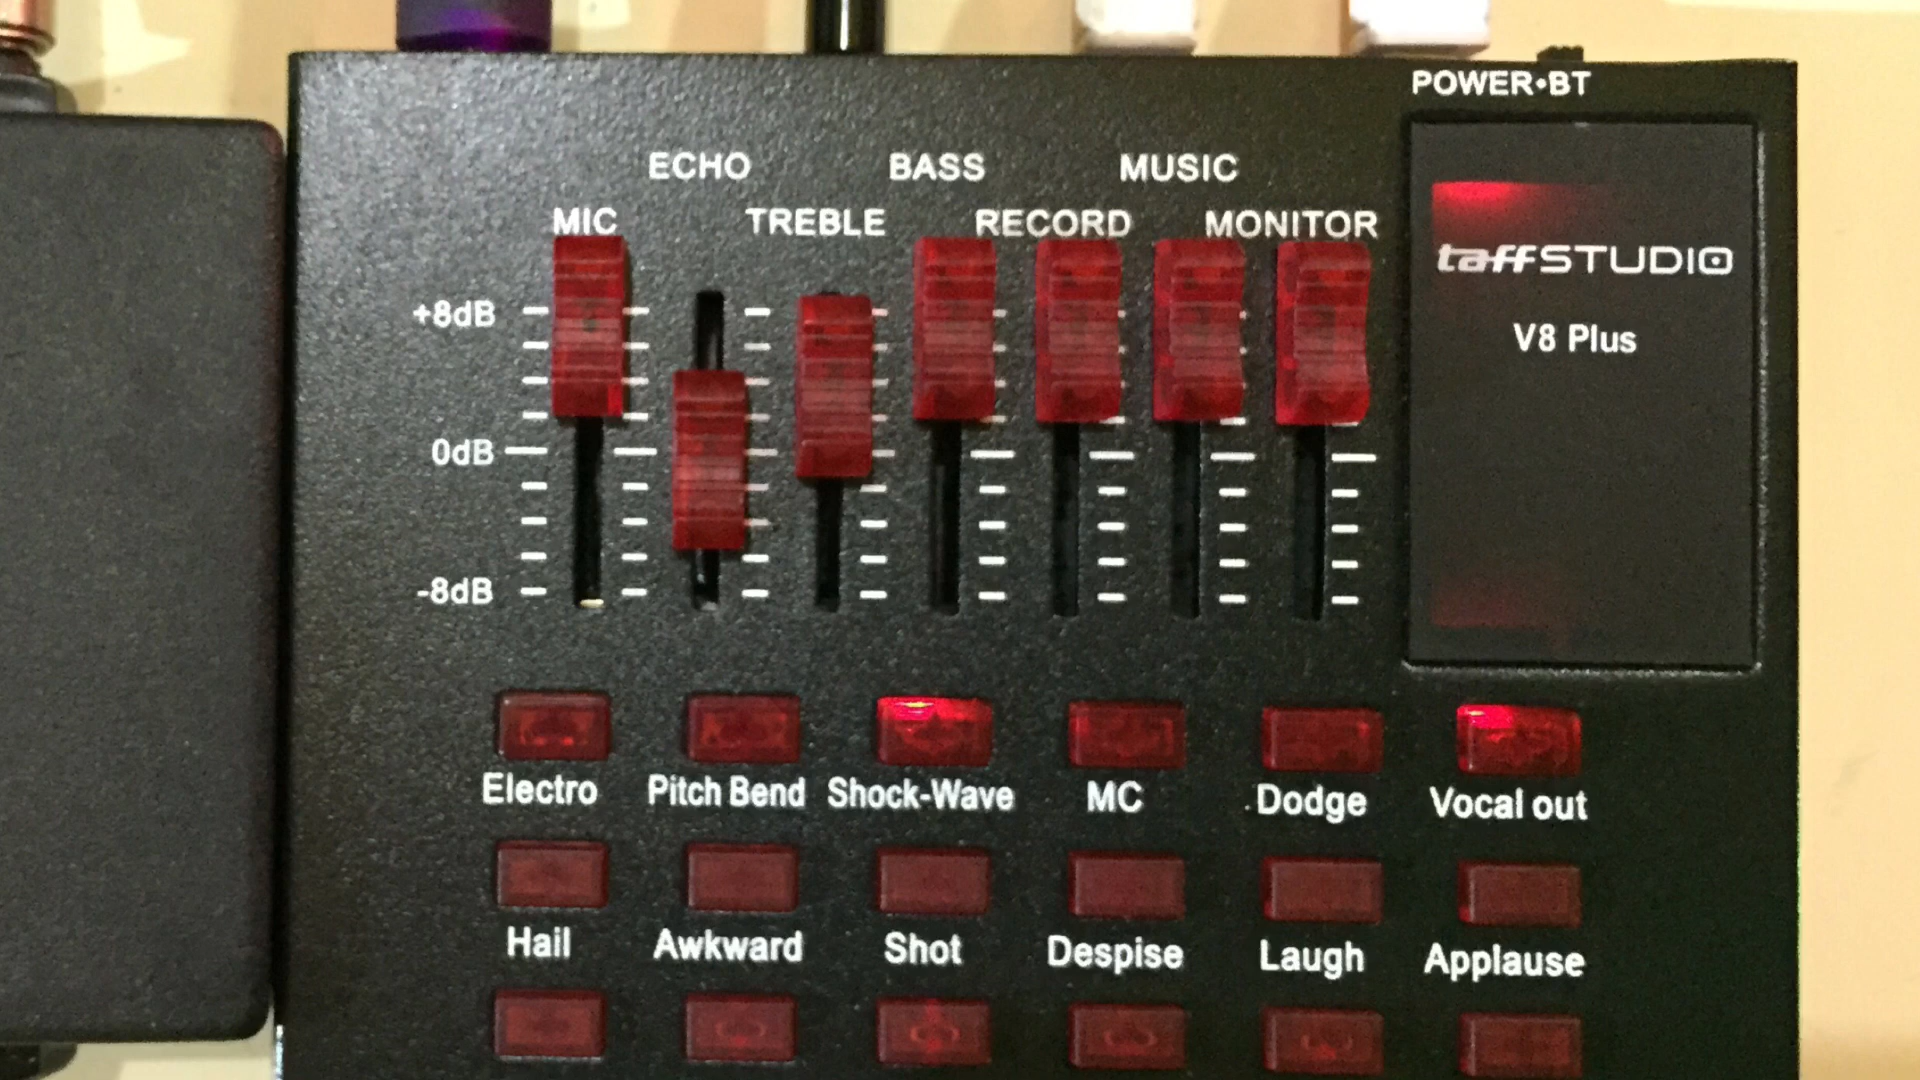 POWER•BT
ECHO BASS MUSIC
MIC TREBLE RECORD MONITOR
taffSTUDIO
V8 Plus
+8dB
0dB
-8dB
Electro Pitch Bend Shock-Wave MC Dodge Vocal out
Hail Awkward Shot Despise Laugh Applause